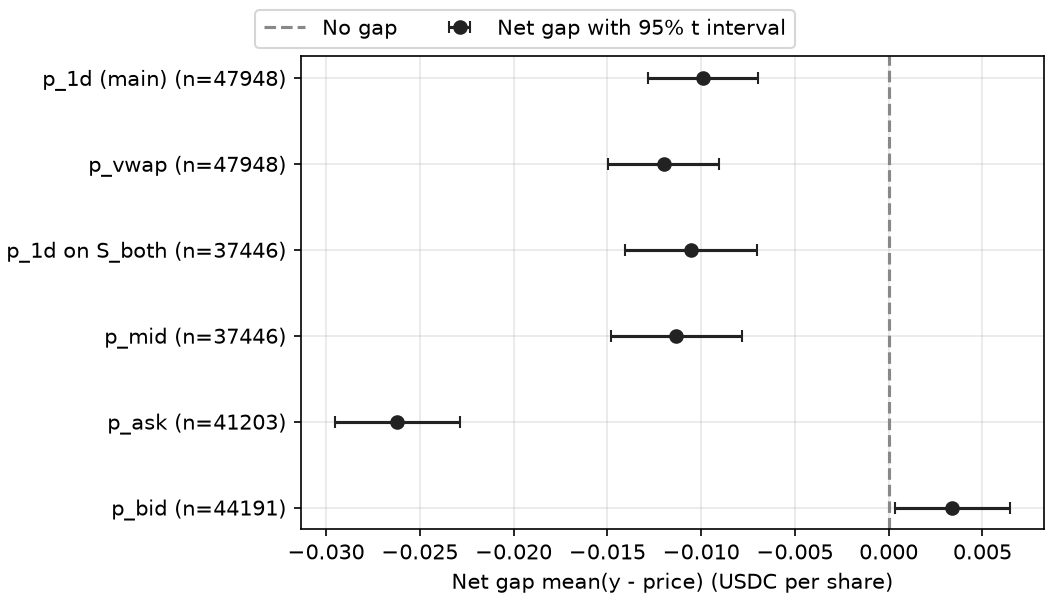 No gap
Net gap with 95% t interval
p_1d (main) (n=47948)
p_vwap (n=47948)
p_1d on S_both (n=37446)
p_mid (n=37446)
p_ask (n=41203)
p_bid (n=44191)
−0.030 −0.025 −0.020 −0.015 −0.010 −0.005 0.000 0.005
Net gap mean(y - price) (USDC per share)